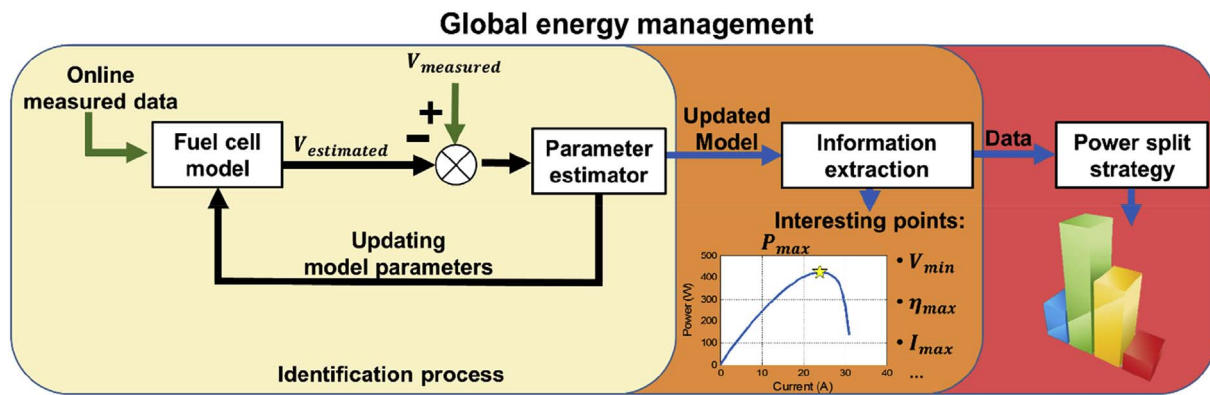 Global energy management
Online
measured data
V_measured
+
−
Fuel cell
model
V_estimated
Parameter
estimator
Updating
model parameters
Identification process
Updated
Model
Information
extraction
Interesting points:
P_max
• V_min
• η_max
• I_max
...
Power (W)
500
400
300
200
100
0
0
10
20
30
40
Current (A)
Data
Power split
strategy